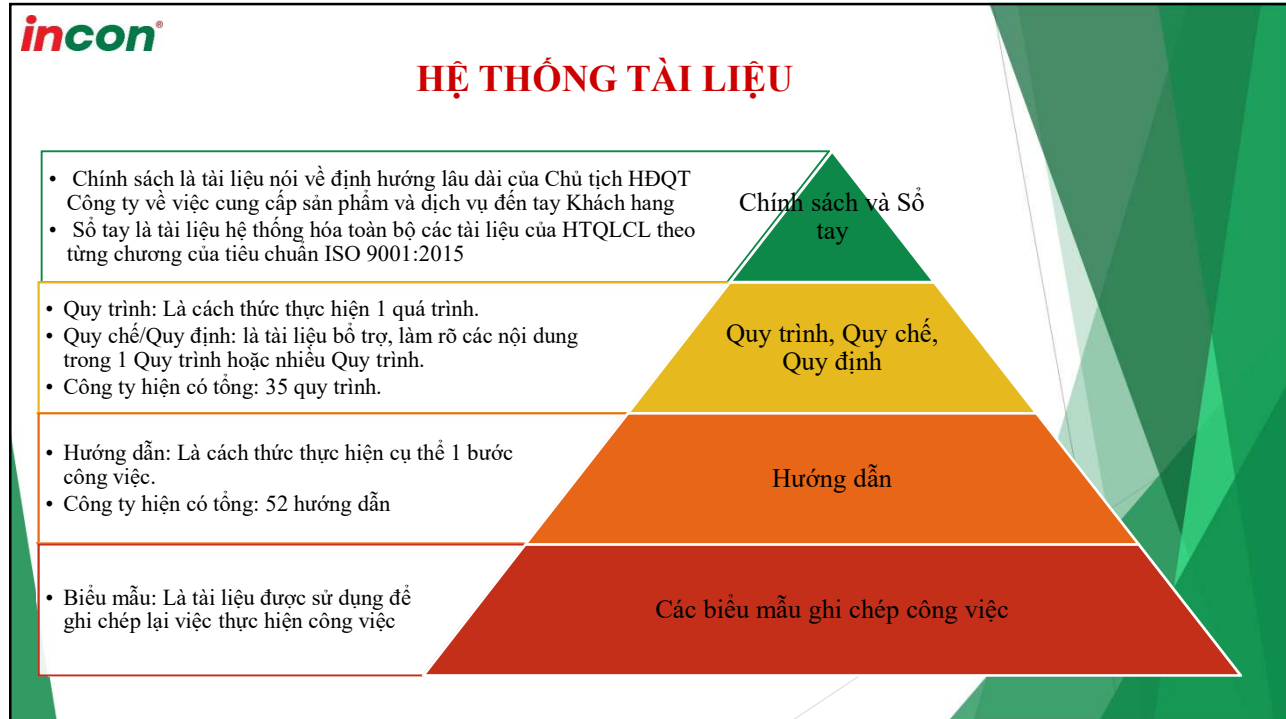 incon®
HỆ THỐNG TÀI LIỆU
• Chính sách là tài liệu nói về định hướng lâu dài của Chủ tịch HĐQT
Công ty về việc cung cấp sản phẩm và dịch vụ đến tay Khách hang
• Sổ tay là tài liệu hệ thống hóa toàn bộ các tài liệu của HTQLCL theo
từng chương của tiêu chuẩn ISO 9001:2015
Chính sách và Sổ
tay
• Quy trình: Là cách thức thực hiện 1 quá trình.
• Quy chế/Quy định: là tài liệu bổ trợ, làm rõ các nội dung
trong 1 Quy trình hoặc nhiều Quy trình.
• Công ty hiện có tổng: 35 quy trình.
Quy trình, Quy chế,
Quy định
• Hướng dẫn: Là cách thức thực hiện cụ thể 1 bước
công việc.
• Công ty hiện có tổng: 52 hướng dẫn
Hướng dẫn
• Biểu mẫu: Là tài liệu được sử dụng để
ghi chép lại việc thực hiện công việc
Các biểu mẫu ghi chép công việc